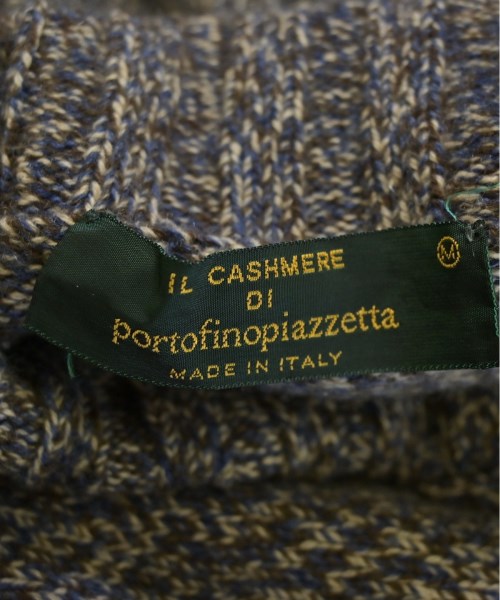 M
IL CASHMERE
DI
portofinopiazzetta
MADE IN ITALY